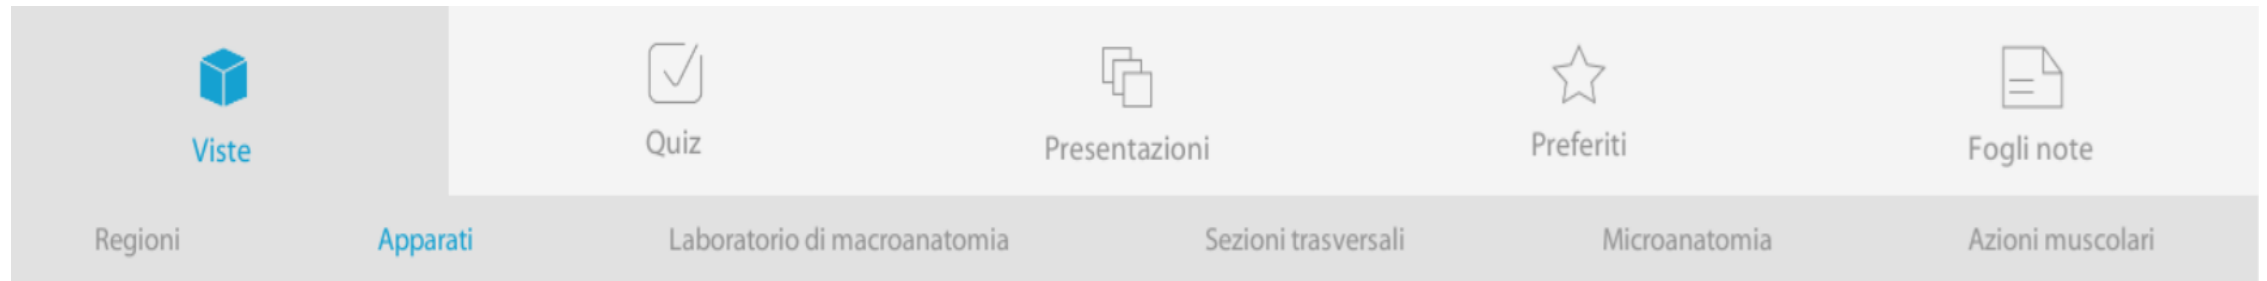 Viste Quiz Presentazioni Preferiti Fogli note
Regioni Apparati Laboratorio di macroanatomia Sezioni trasversali Microanatomia Azioni muscolari